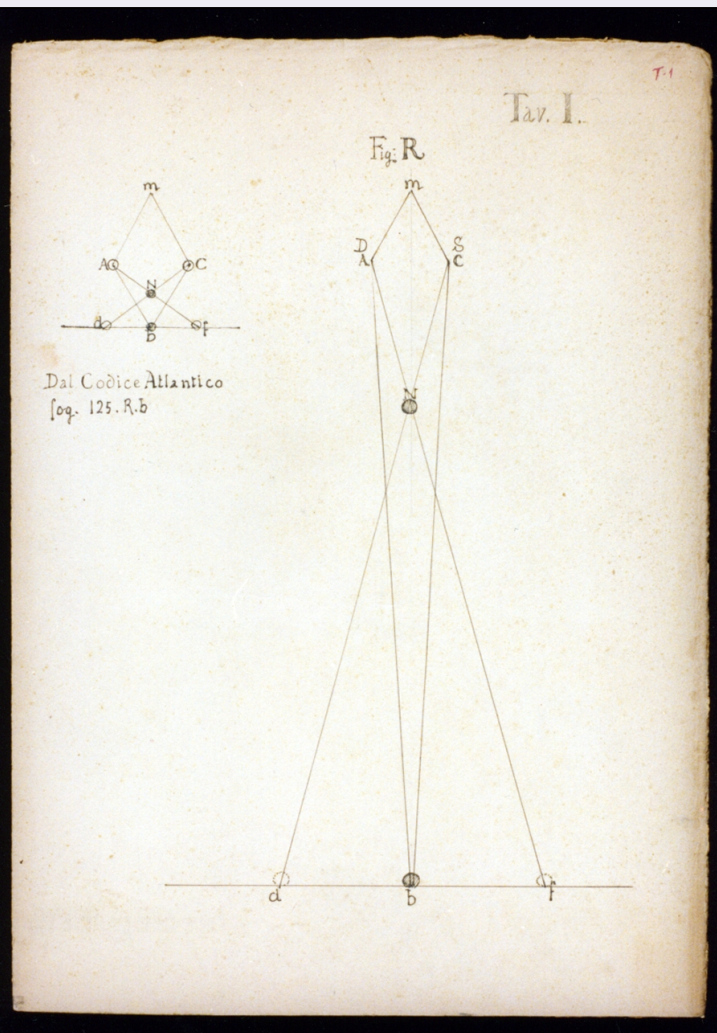 T.1
Tav. I.
Fig: R
m
A C
N
d b f
Dal Codice Atlantico
fog. 125. R. b
m
D S
A C
N
d b f